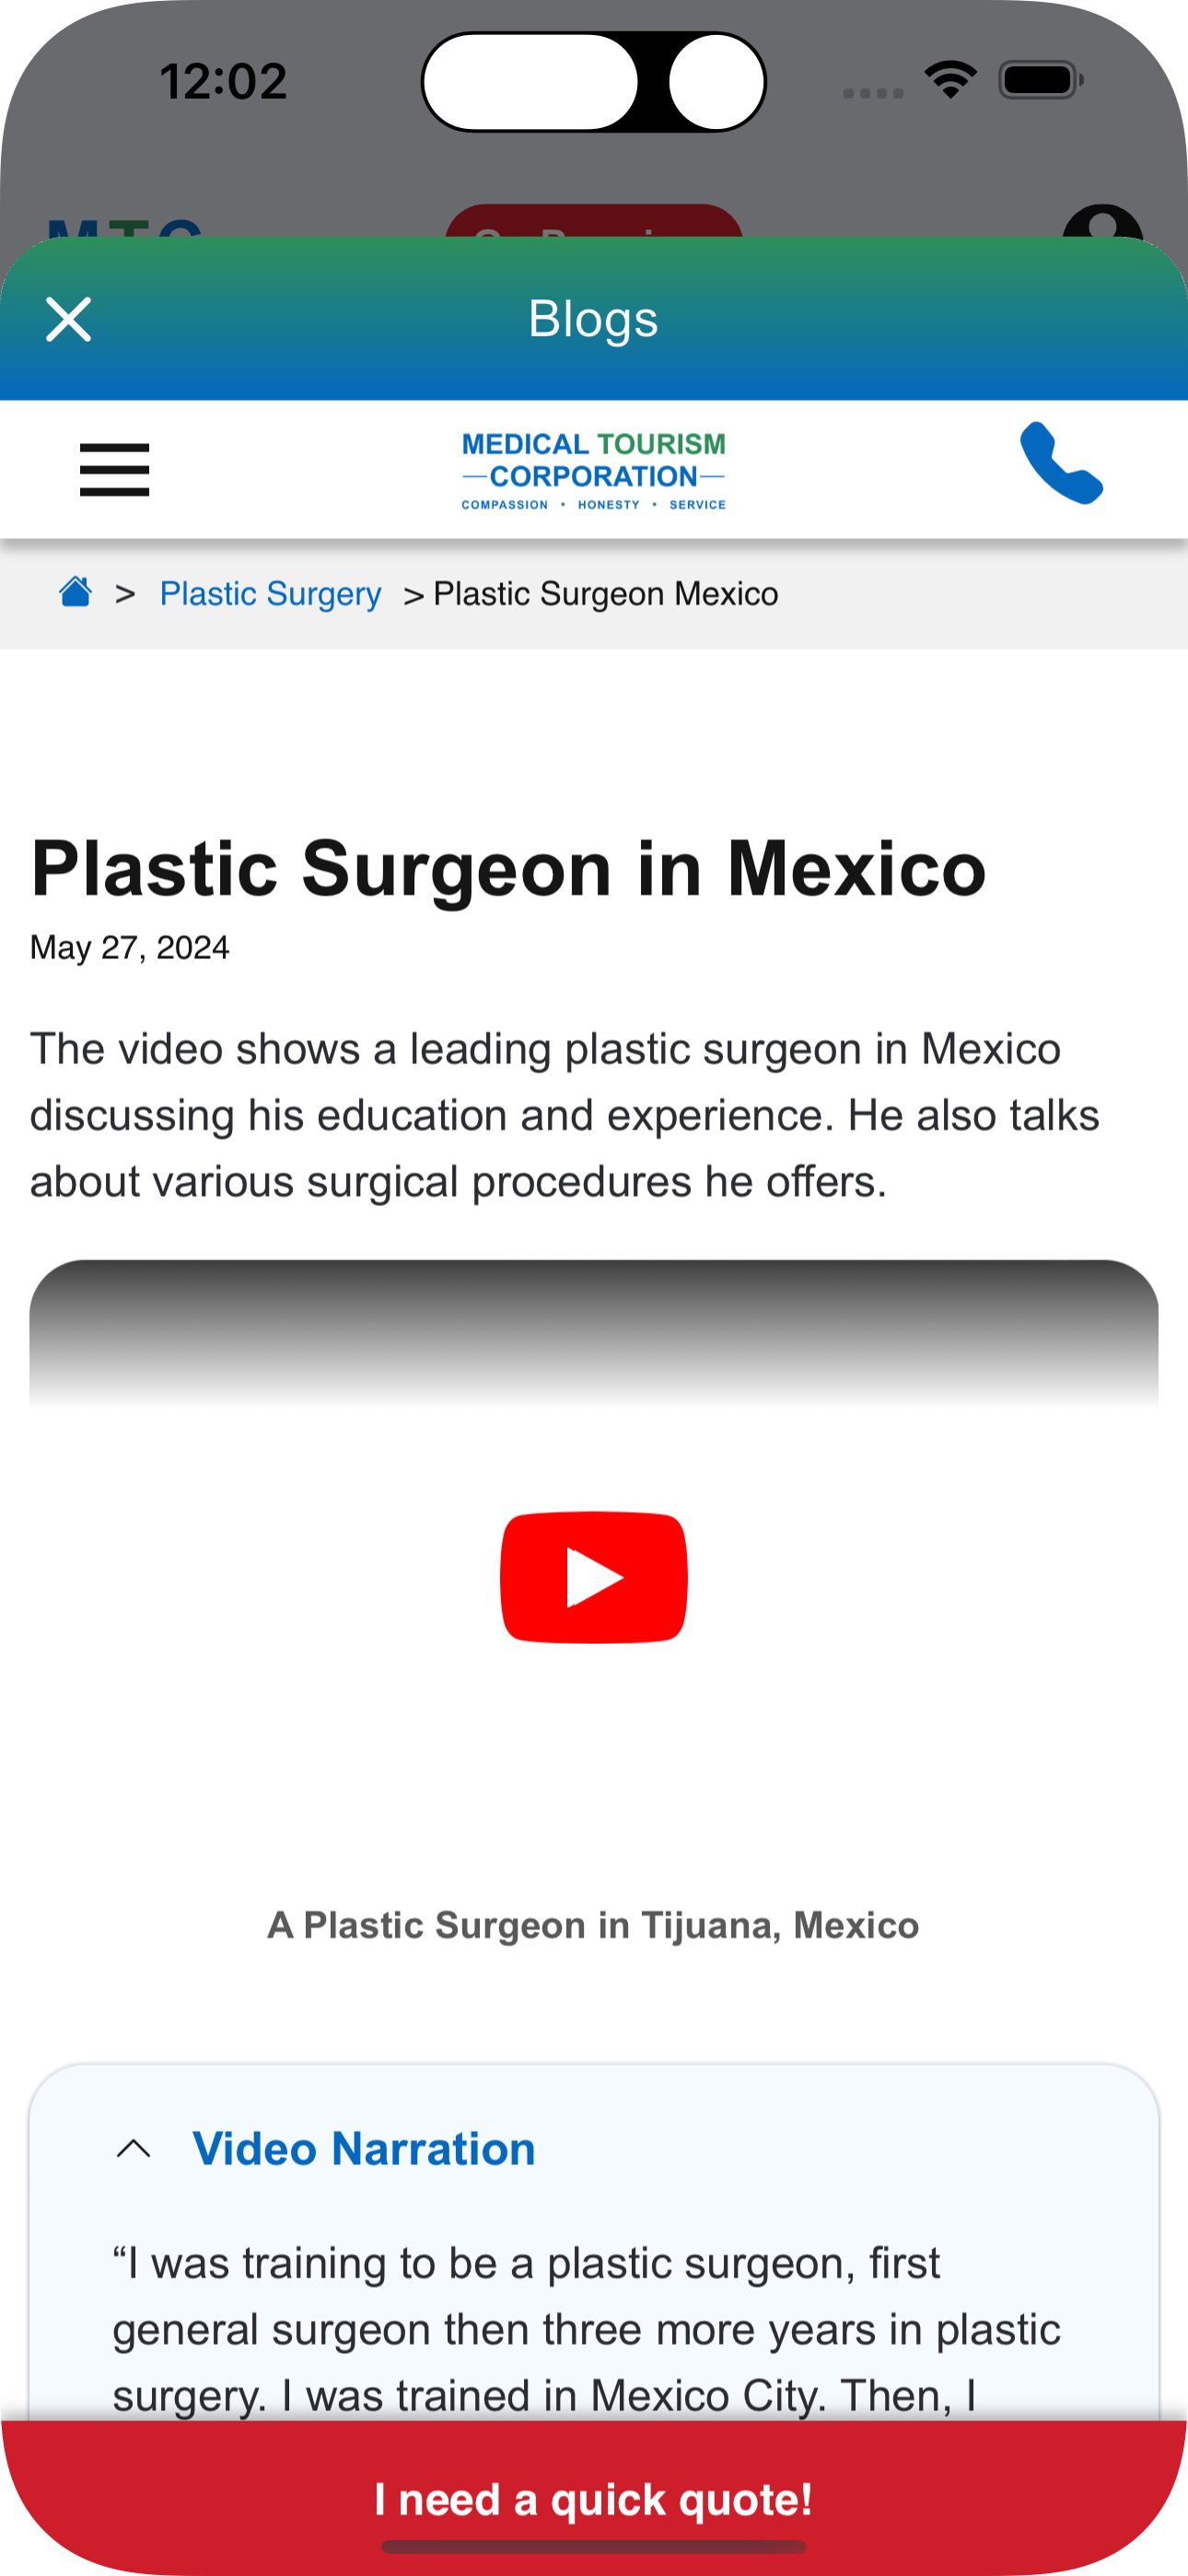 12:02
Blogs
MEDICAL TOURISM
CORPORATION
COMPASSION • HONESTY • SERVICE
> Plastic Surgery > Plastic Surgeon Mexico
Plastic Surgeon in Mexico
May 27, 2024
The video shows a leading plastic surgeon in Mexico
discussing his education and experience. He also talks
about various surgical procedures he offers.
A Plastic Surgeon in Tijuana, Mexico
Video Narration
“I was training to be a plastic surgeon, first
general surgeon then three more years in plastic
surgery. I was trained in Mexico City. Then, I
I need a quick quote!